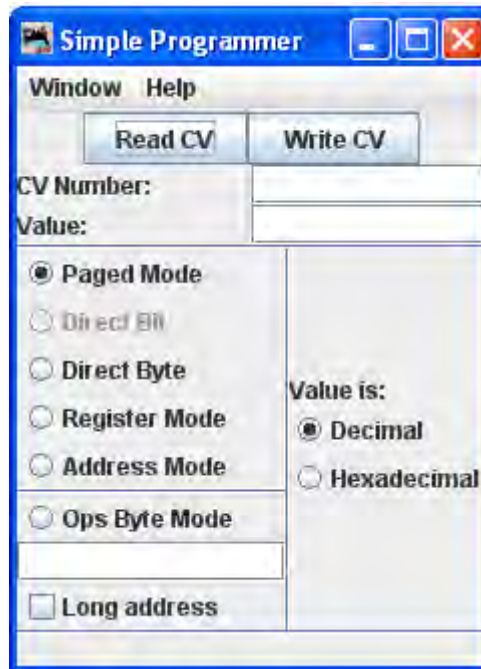 Simple Programmer
Window Help
Read CV Write CV
CV Number:
Value:
Paged Mode
Direct Bit
Direct Byte
Register Mode
Address Mode
Value is:
Decimal
Hexadecimal
Ops Byte Mode
Long address